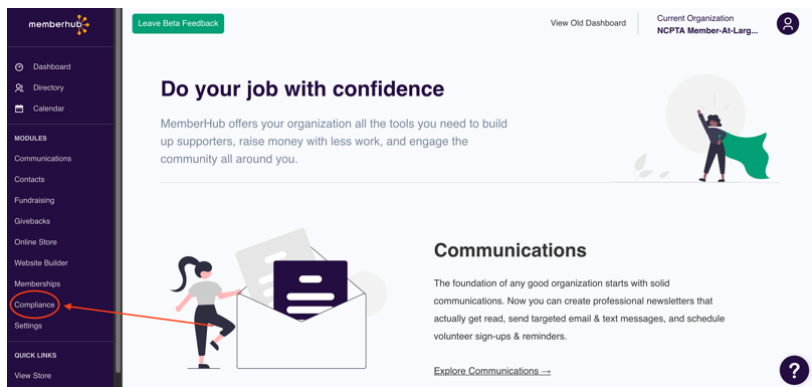 memberhub
Leave Beta Feedback
View Old Dashboard
Current Organization
NCPTA Member-At-Larg...
Dashboard
Directory
Calendar
MODULES
Communications
Contacts
Fundraising
Givebacks
Online Store
Website Builder
Memberships
Compliance
Settings
QUICK LINKS
View Store
Do your job with confidence
MemberHub offers your organization all the tools you need to build
up supporters, raise money with less work, and engage the
community all around you.
Communications
The foundation of any good organization starts with solid
communications. Now you can create professional newsletters that
actually get read, send targeted email & text messages, and schedule
volunteer sign-ups & reminders.
Explore Communications →
?